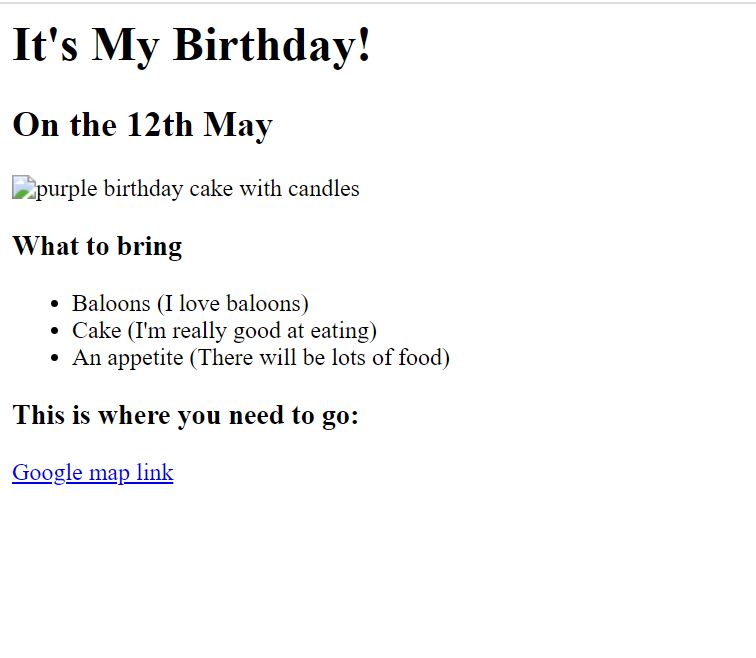 It's My Birthday!
On the 12th May
purple birthday cake with candles
What to bring
Baloons (I love baloons)
Cake (I'm really good at eating)
An appetite (There will be lots of food)
This is where you need to go:
Google map link